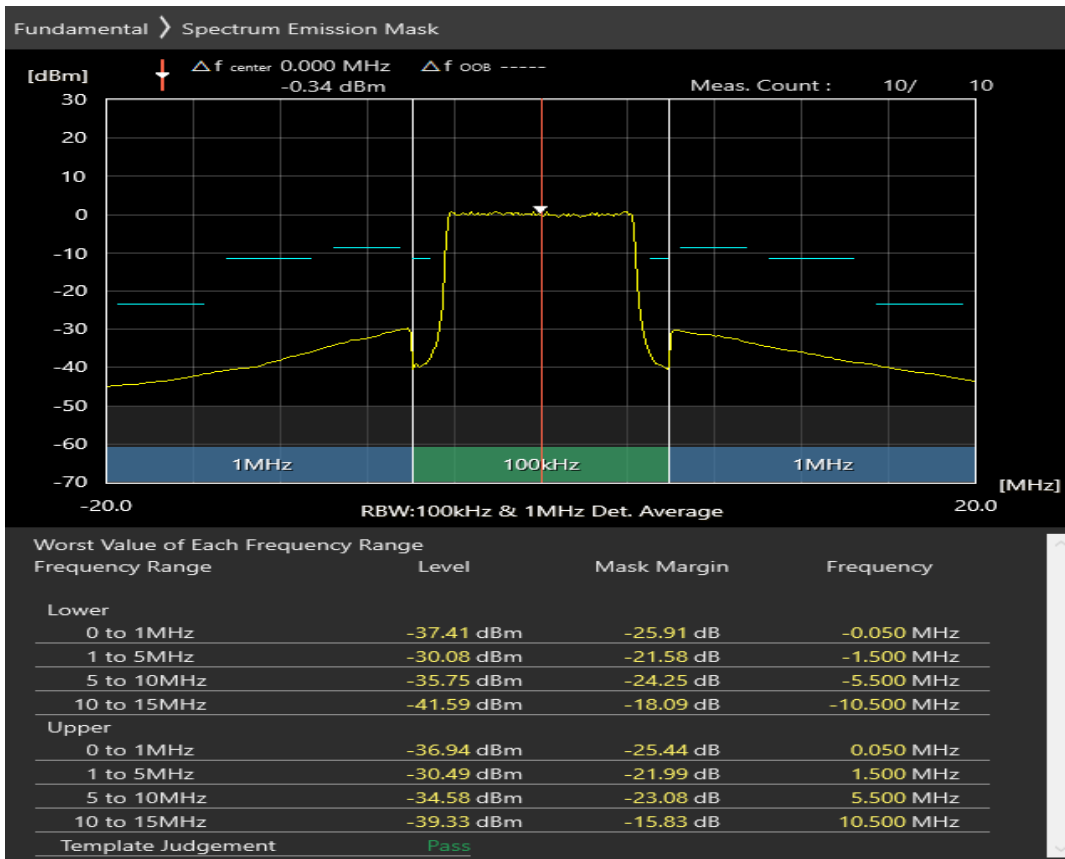 Fundamental ❯ Spectrum Emission Mask
[dBm]
△f center 0.000 MHz △f OOB -----
-0.34 dBm
Meas. Count : 10/ 10
30
20
10
0
-10
-20
-30
-40
-50
-60
-70
1MHz 100kHz 1MHz
[MHz]
-20.0 RBW:100kHz & 1MHz Det. Average 20.0
Worst Value of Each Frequency Range
Frequency Range Level Mask Margin Frequency
Lower
0 to 1MHz -37.41 dBm -25.91 dB -0.050 MHz
1 to 5MHz -30.08 dBm -21.58 dB -1.500 MHz
5 to 10MHz -35.75 dBm -24.25 dB -5.500 MHz
10 to 15MHz -41.59 dBm -18.09 dB -10.500 MHz
Upper
0 to 1MHz -36.94 dBm -25.44 dB 0.050 MHz
1 to 5MHz -30.49 dBm -21.99 dB 1.500 MHz
5 to 10MHz -34.58 dBm -23.08 dB 5.500 MHz
10 to 15MHz -39.33 dBm -15.83 dB 10.500 MHz
Template Judgement Pass